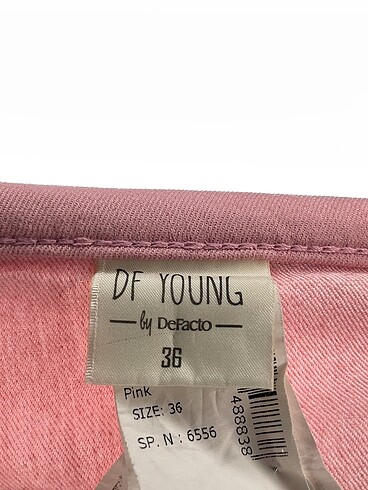 DF YOUNG
by DeFacto
36
Pink
SIZE: 36
SP. N : 6556
488838